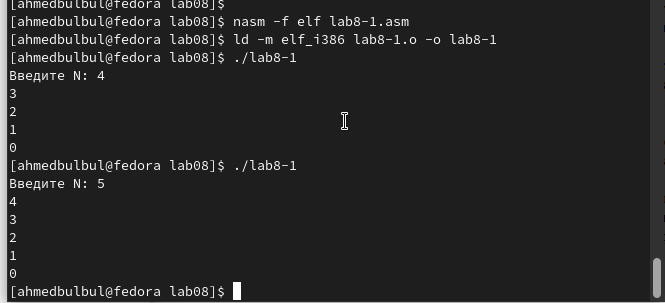 [ahmedbulbul@fedora lab08]$
[ahmedbulbul@fedora lab08]$ nasm -f elf lab8-1.asm
[ahmedbulbul@fedora lab08]$ ld -m elf_i386 lab8-1.o -o lab8-1
[ahmedbulbul@fedora lab08]$ ./lab8-1
Введите N: 4
3
2
1
0
[ahmedbulbul@fedora lab08]$ ./lab8-1
Введите N: 5
4
3
2
1
0
[ahmedbulbul@fedora lab08]$